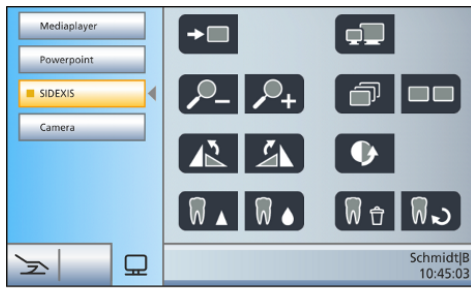 Mediaplayer
Powerpoint
SIDEXIS
Camera
Schmidt|B
10:45:03